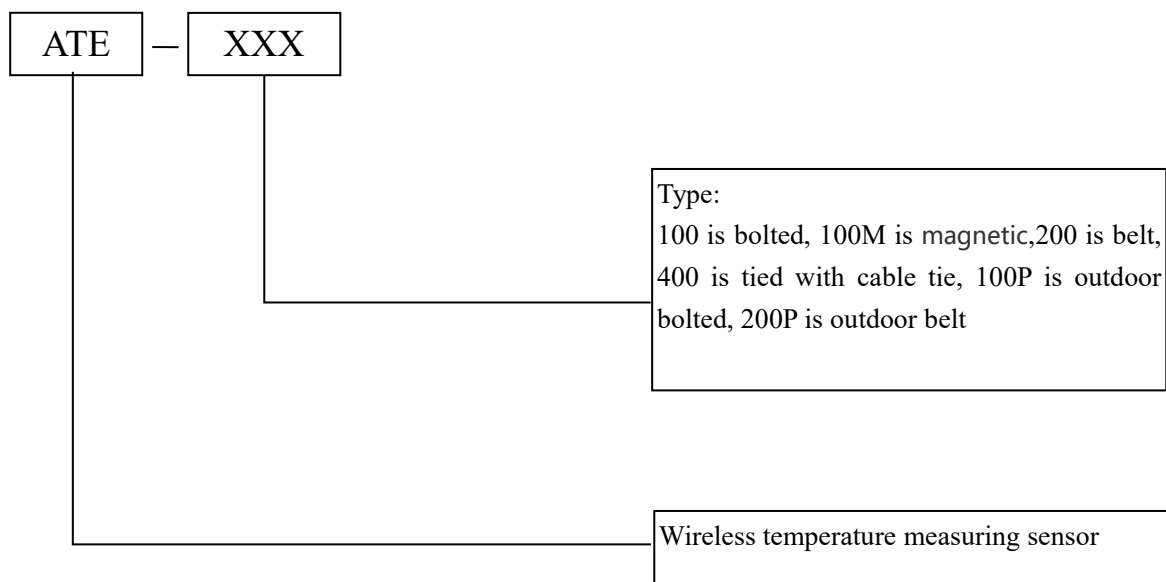 ATE — XXX
Type:
100 is bolted, 100M is magnetic,200 is belt,
400 is tied with cable tie, 100P is outdoor
bolted, 200P is outdoor belt
Wireless temperature measuring sensor